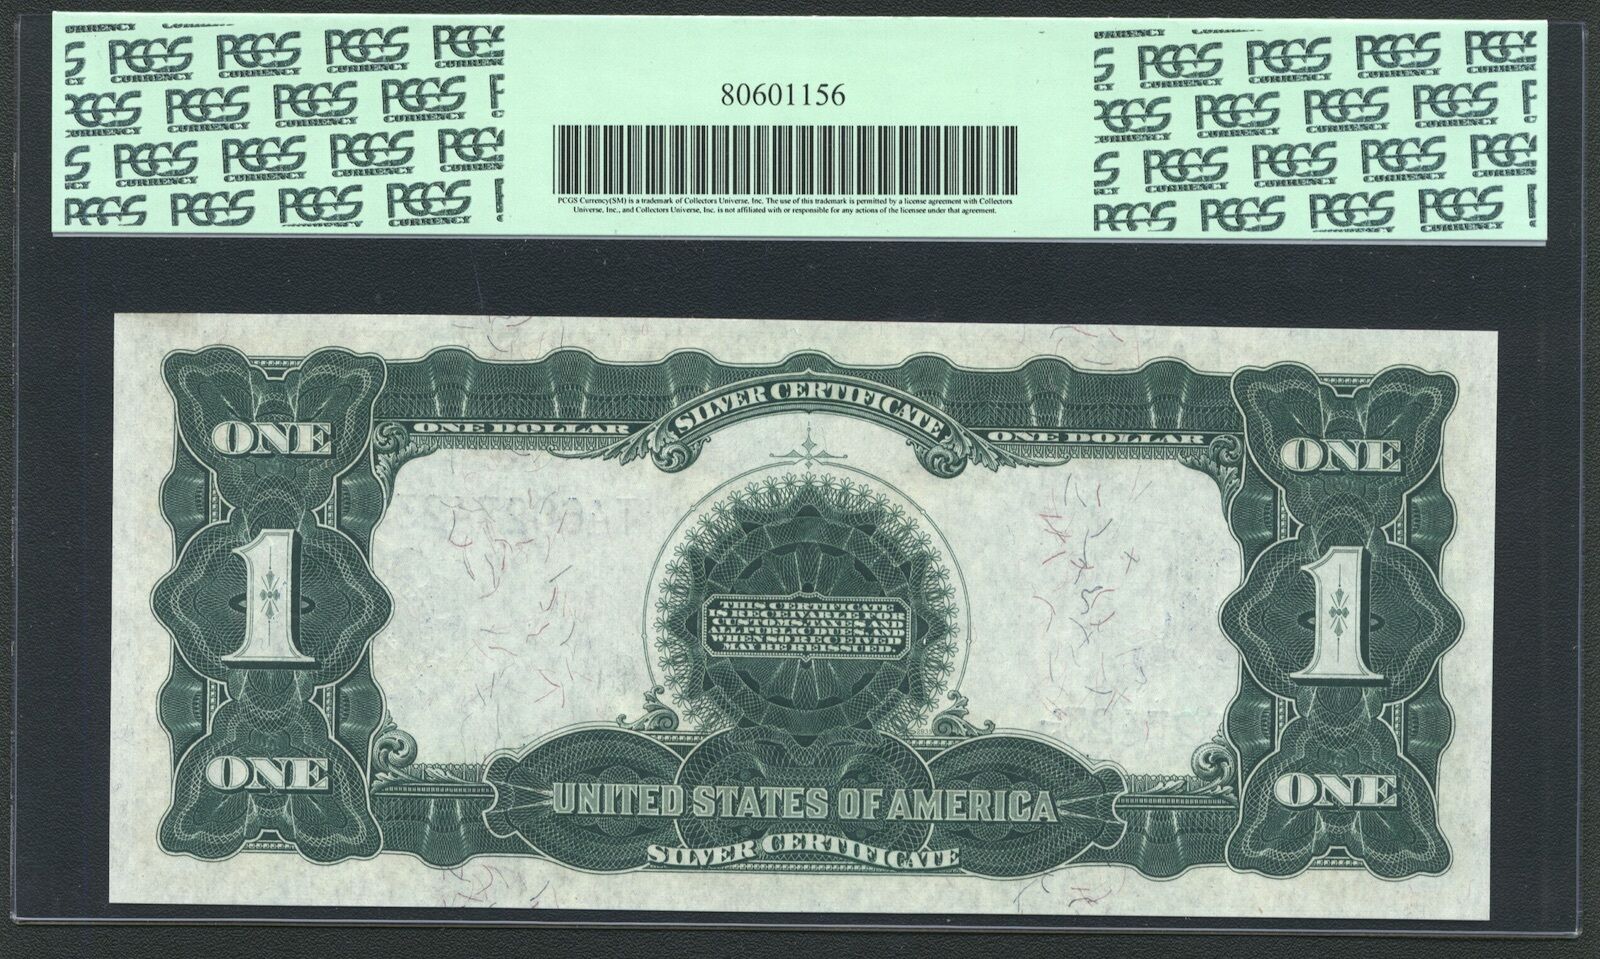 PCGS CURRENCY
80601156
PCGS Currency(SM) is a trademark of Collectors Universe, Inc. The use of this trademark is permitted by a license agreement with Collectors
Universe, Inc., and Collectors Universe, Inc. is not affiliated with or responsible for any actions of the licensee under that agreement.
SILVER CERTIFICATE
ONE DOLLAR ONE DOLLAR
ONE ONE
1 1
THIS CERTIFICATE
IS RECEIVABLE FOR
CUSTOMS, TAXES AND
ALL PUBLIC DUES, AND
WHEN SO RECEIVED
MAY BE REISSUED.
ONE ONE
UNITED STATES OF AMERICA
SILVER CERTIFICATE